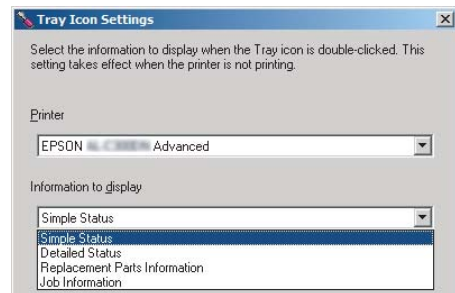 Tray Icon Settings
Select the information to display when the Tray icon is double-clicked. This
setting takes effect when the printer is not printing.
Printer
EPSON Advanced
Information to display
Simple Status
Simple Status
Detailed Status
Replacement Parts Information
Job Information